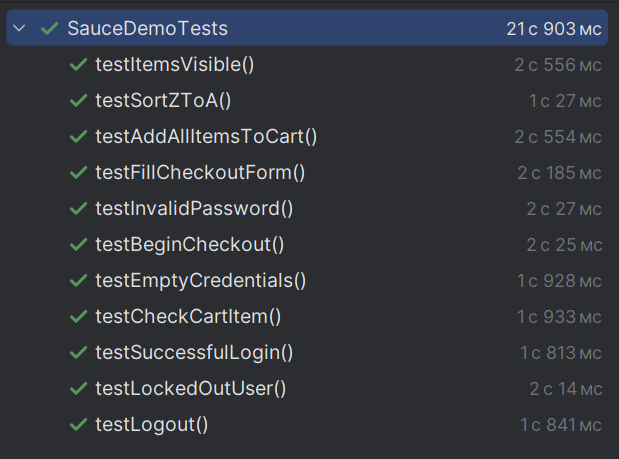 SauceDemoTests 21 с 903 мс
testItemsVisible() 2 с 556 мс
testSortZToA() 1 с 27 мс
testAddAllItemsToCart() 2 с 554 мс
testFillCheckoutForm() 2 с 185 мс
testInvalidPassword() 2 с 27 мс
testBeginCheckout() 2 с 25 мс
testEmptyCredentials() 1 с 928 мс
testCheckCartItem() 1 с 933 мс
testSuccessfulLogin() 1 с 813 мс
testLockedOutUser() 2 с 14 мс
testLogout() 1 с 841 мс